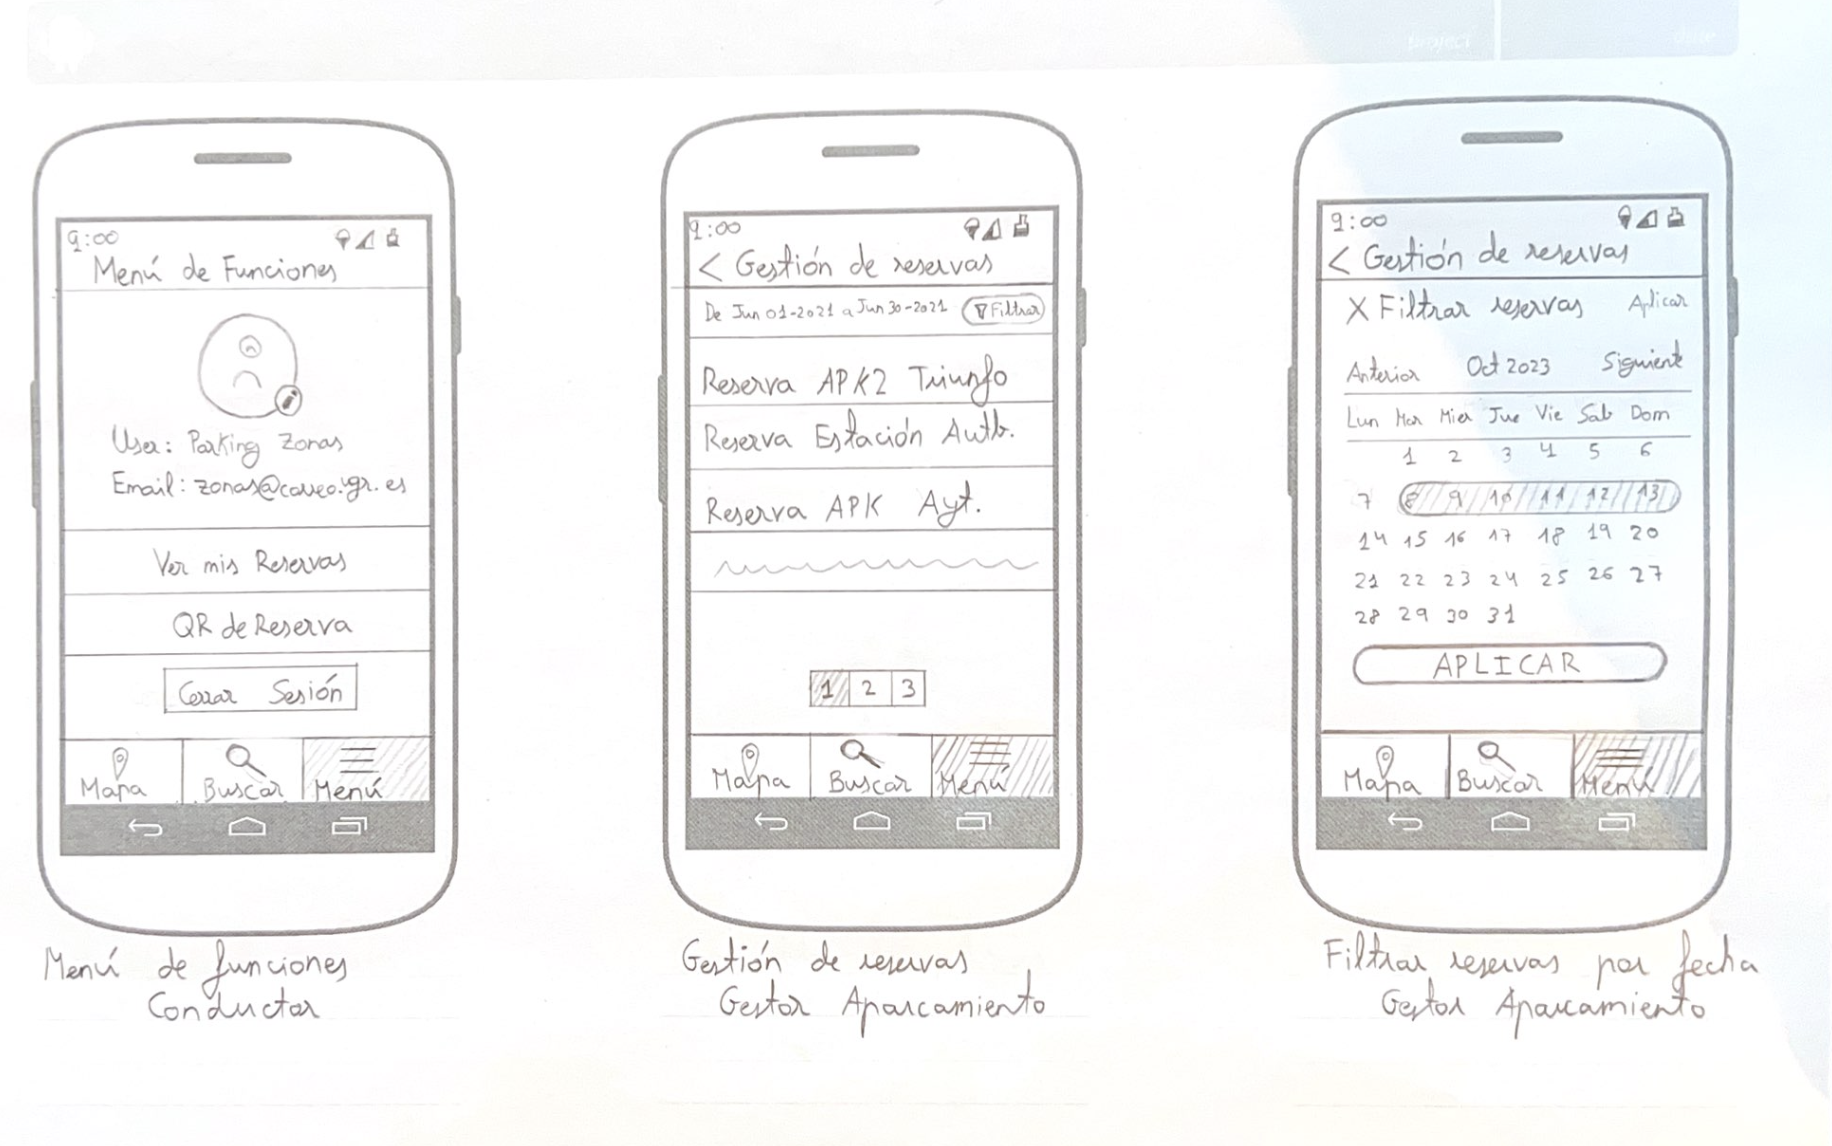 9:00
Menú de Funciones
User: Parking Zonas
Email: zonas@correo.ugr.es
Ver mis Reservas
QR de Reserva
Cerrar Sesión
Mapa Buscar Menú
Menú de funciones
Conductor
9:00
< Gestión de reservas
De Jun 01-2021 a Jun 30-2021 Filtrar
Reserva APK2 Triunfo
Reserva Estación Autb.
Reserva APK Ayt.
1 2 3
Mapa Buscar Menú
Gestión de reservas
Gestor Aparcamiento
9:00
< Gestión de reservas
X Filtrar reservas Aplicar
Anterior Oct 2023 Siguiente
Lun Mar Mier Jue Vie Sab Dom
1 2 3 4 5 6
7 8 9 10 11 12 13
14 15 16 17 18 19 20
21 22 23 24 25 26 27
28 29 30 31
APLICAR
Mapa Buscar Menú
Filtrar reservas por fecha
Gestor Aparcamiento